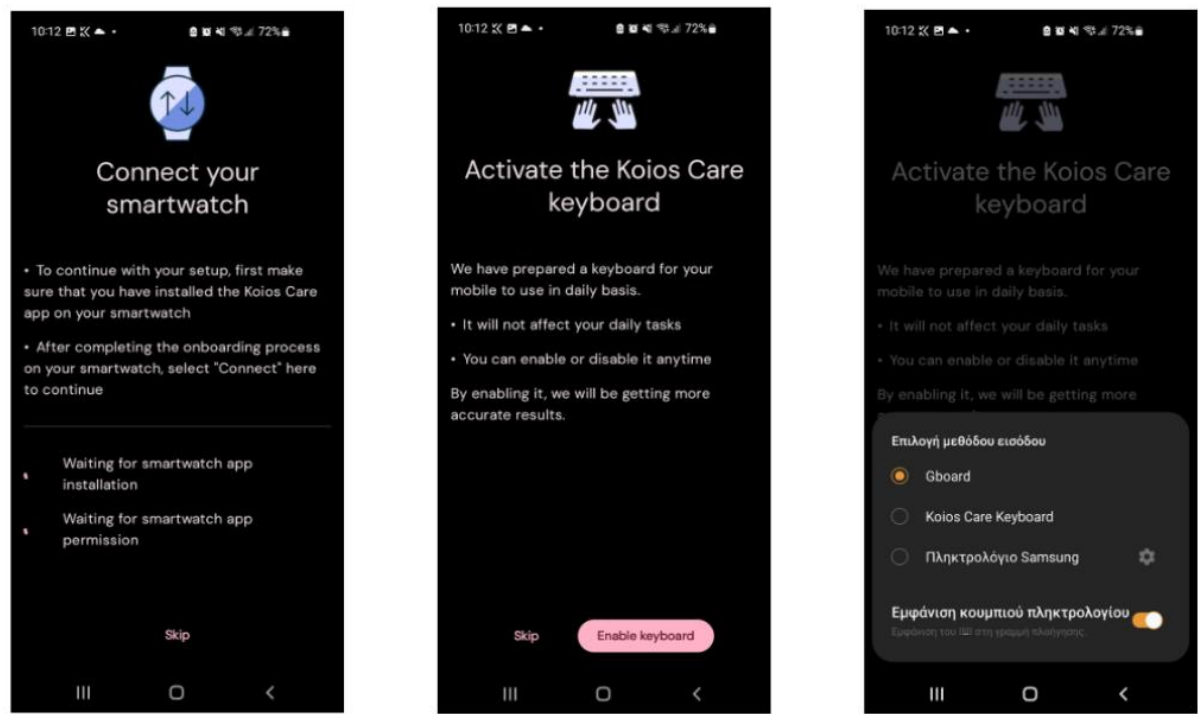 10:12
72%
Connect your
smartwatch
• To continue with your setup, first make
sure that you have installed the Koios Care
app on your smartwatch
• After completing the onboarding process
on your smartwatch, select "Connect" here
to continue
Waiting for smartwatch app
installation
Waiting for smartwatch app
permission
Skip
10:12
72%
Activate the Koios Care
keyboard
We have prepared a keyboard for your
mobile to use in daily basis.
• It will not affect your daily tasks
• You can enable or disable it anytime
By enabling it, we will be getting more
accurate results.
Skip
Enable keyboard
10:12
72%
Activate the Koios Care
keyboard
We have prepared a keyboard for your
mobile to use in daily basis.
• It will not affect your daily tasks
• You can enable or disable it anytime
By enabling it, we will be getting more
Επιλογή μεθόδου εισόδου
Gboard
Koios Care Keyboard
Πληκτρολόγιο Samsung
Εμφάνιση κουμπιού πληκτρολογίου
Εμφάνιση του στη γραμμή πλοήγησης.